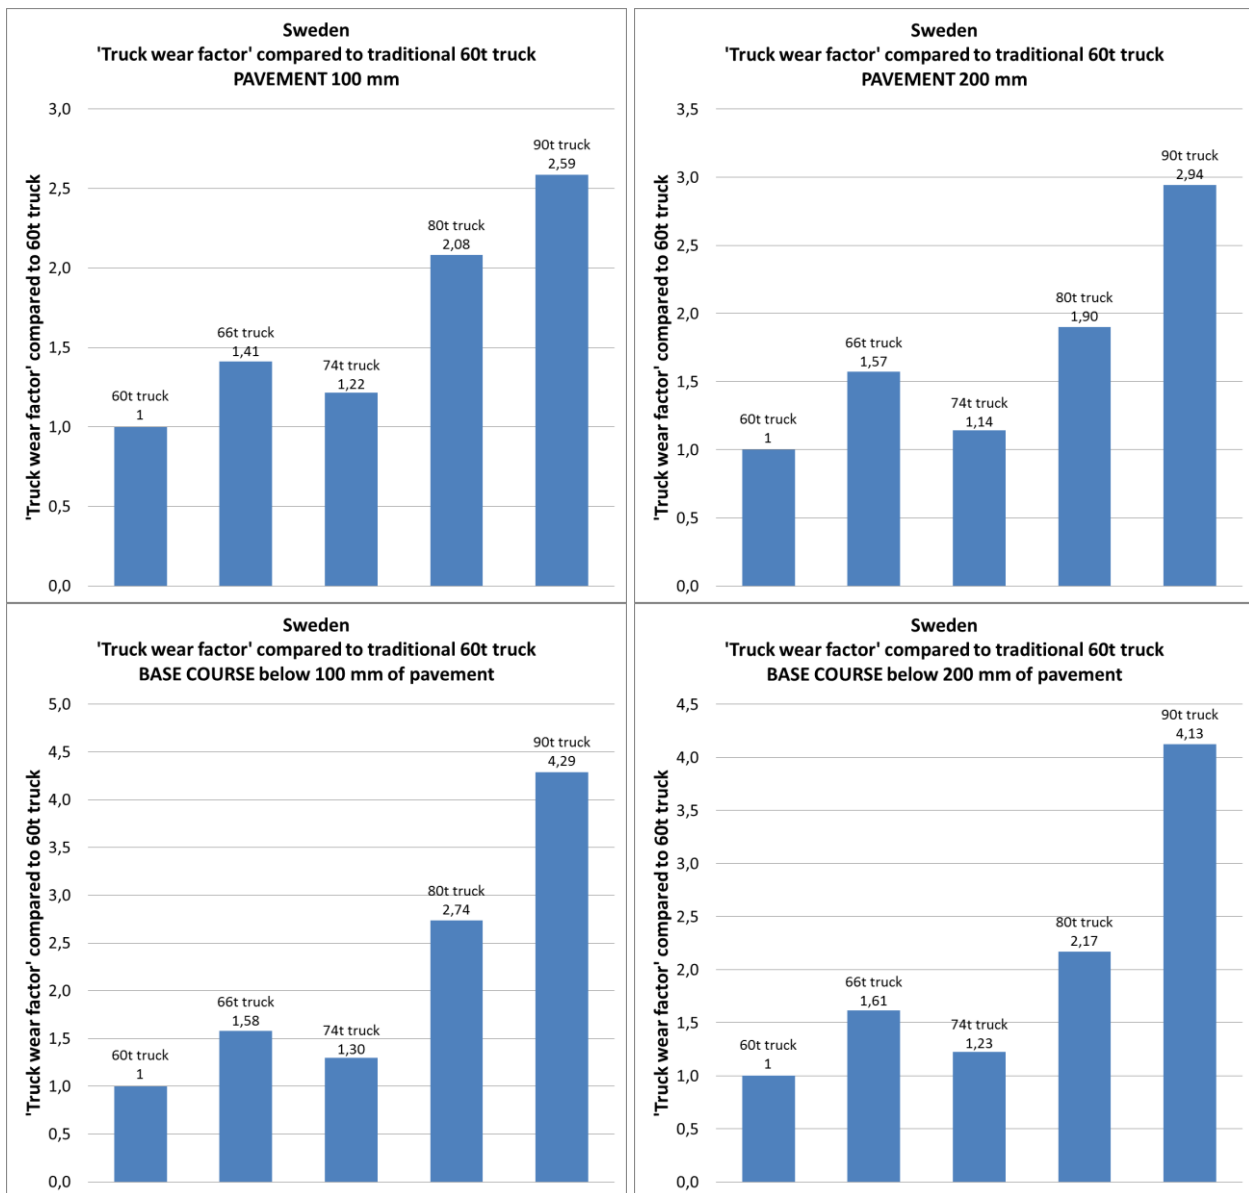 Sweden
'Truck wear factor' compared to traditional 60t truck
PAVEMENT 100 mm
'Truck wear factor' compared to 60t truck
3,0
2,5
2,0
1,5
1,0
0,5
0,0
60t truck
1
66t truck
1,41
74t truck
1,22
80t truck
2,08
90t truck
2,59
Sweden
'Truck wear factor' compared to traditional 60t truck
PAVEMENT 200 mm
'Truck wear factor' compared to 60t truck
3,5
3,0
2,5
2,0
1,5
1,0
0,5
0,0
60t truck
1
66t truck
1,57
74t truck
1,14
80t truck
1,90
90t truck
2,94
Sweden
'Truck wear factor' compared to traditional 60t truck
BASE COURSE below 100 mm of pavement
'Truck wear factor' compared to 60t truck
5,0
4,5
4,0
3,5
3,0
2,5
2,0
1,5
1,0
0,5
0,0
60t truck
1
66t truck
1,58
74t truck
1,30
80t truck
2,74
90t truck
4,29
Sweden
'Truck wear factor' compared to traditional 60t truck
BASE COURSE below 200 mm of pavement
'Truck wear factor' compared to 60t truck
4,5
4,0
3,5
3,0
2,5
2,0
1,5
1,0
0,5
0,0
60t truck
1
66t truck
1,61
74t truck
1,23
80t truck
2,17
90t truck
4,13